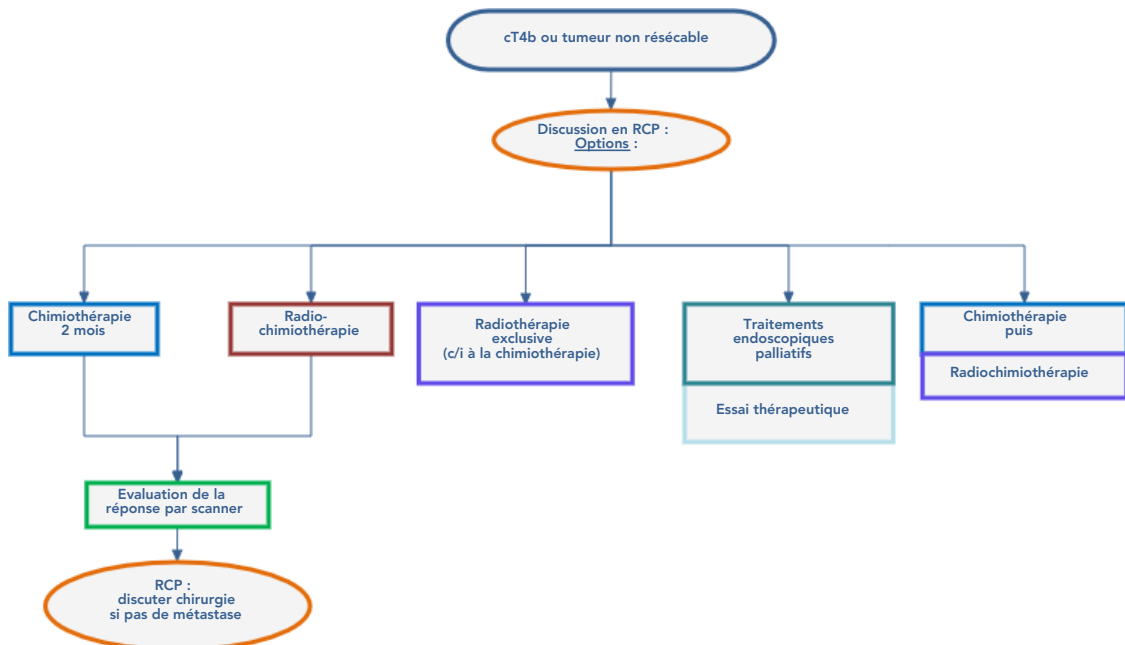 cT4b ou tumeur non résécable
Discussion en RCP :
Options :
Chimiothérapie
2 mois
Radio-
chimiothérapie
Radiothérapie
exclusive
(c/i à la chimiothérapie)
Traitements
endoscopiques
palliatifs
Essai thérapeutique
Chimiothérapie
puis
Radiochimiothérapie
Evaluation de la
réponse par scanner
RCP :
discuter chirurgie
si pas de métastase